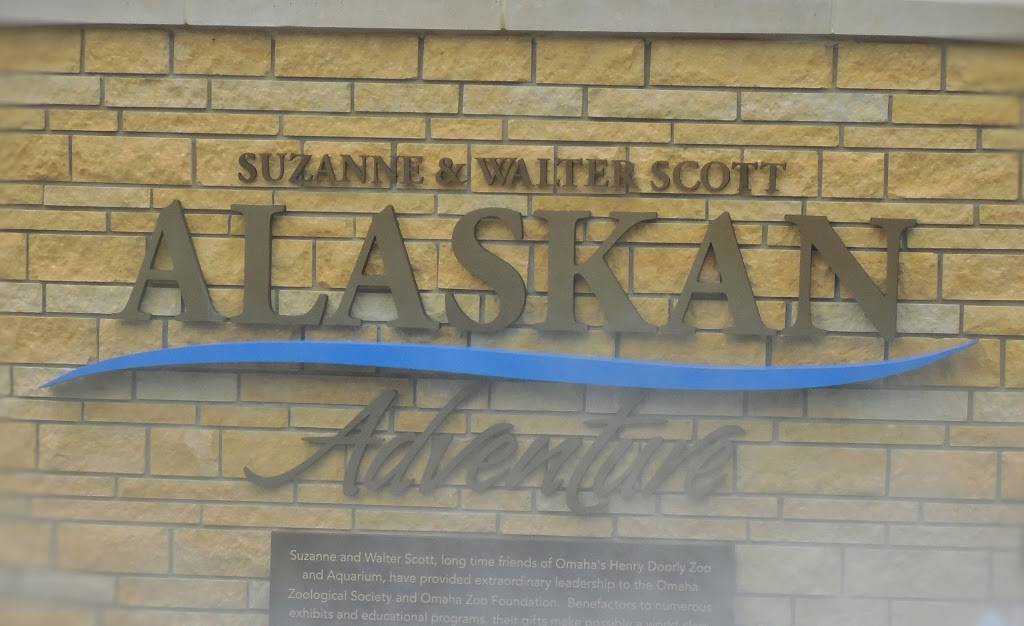 SUZANNE & WALTER SCOTT
ALASKAN
Adventure
Suzanne and Walter Scott, long time friends of Omaha's Henry Doorly Zoo
and Aquarium, have provided extraordinary leadership to the Omaha
Zoological Society and Omaha Zoo Foundation. Benefactors to numerous
exhibits and educational programs, their gifts make possible a world class